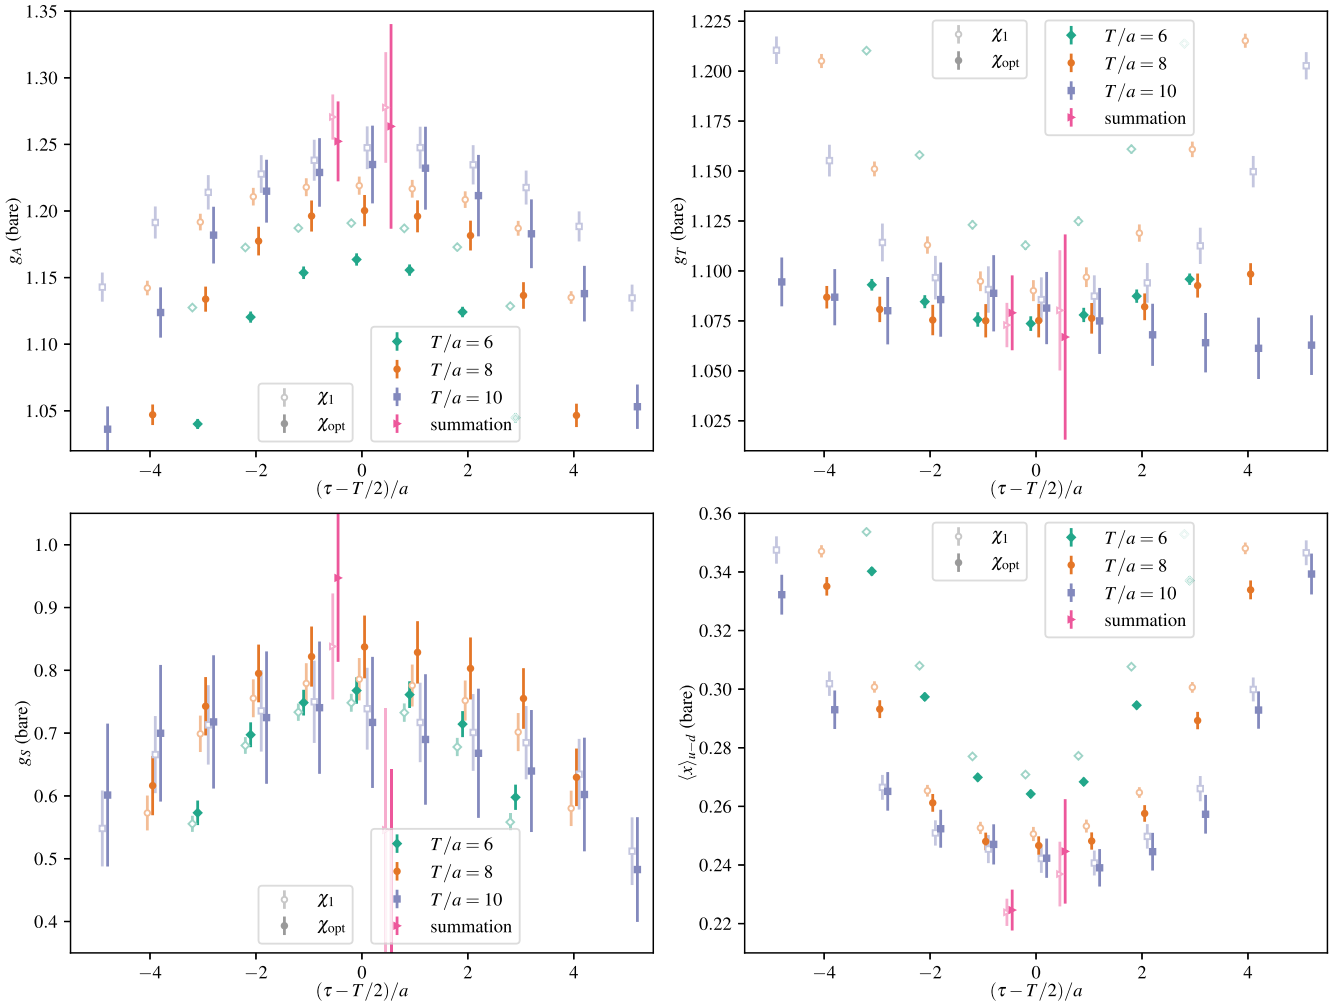 1.35
1.30
1.25
1.20
1.15
1.10
1.05
g_A (bare)
χ₁
χ_opt
T/a = 6
T/a = 8
T/a = 10
summation
−4 −2 0 2 4
(τ − T/2)/a
1.225
1.200
1.175
1.150
1.125
1.100
1.075
1.050
1.025
g_T (bare)
χ₁
χ_opt
T/a = 6
T/a = 8
T/a = 10
summation
−4 −2 0 2 4
(τ − T/2)/a
1.0
0.9
0.8
0.7
0.6
0.5
0.4
g_S (bare)
χ₁
χ_opt
T/a = 6
T/a = 8
T/a = 10
summation
−4 −2 0 2 4
(τ − T/2)/a
0.36
0.34
0.32
0.30
0.28
0.26
0.24
0.22
⟨x⟩_{u−d} (bare)
χ₁
χ_opt
T/a = 6
T/a = 8
T/a = 10
summation
−4 −2 0 2 4
(τ − T/2)/a